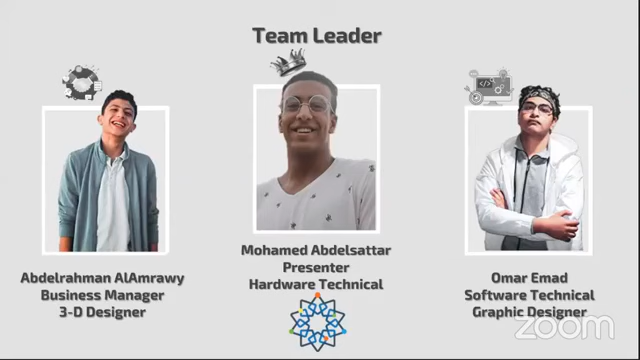 Team Leader
Abdelrahman AlAmrawy
Business Manager
3-D Designer
Mohamed Abdelsattar
Presenter
Hardware Technical
Omar Emad
Software Technical
Graphic Designer
zoom